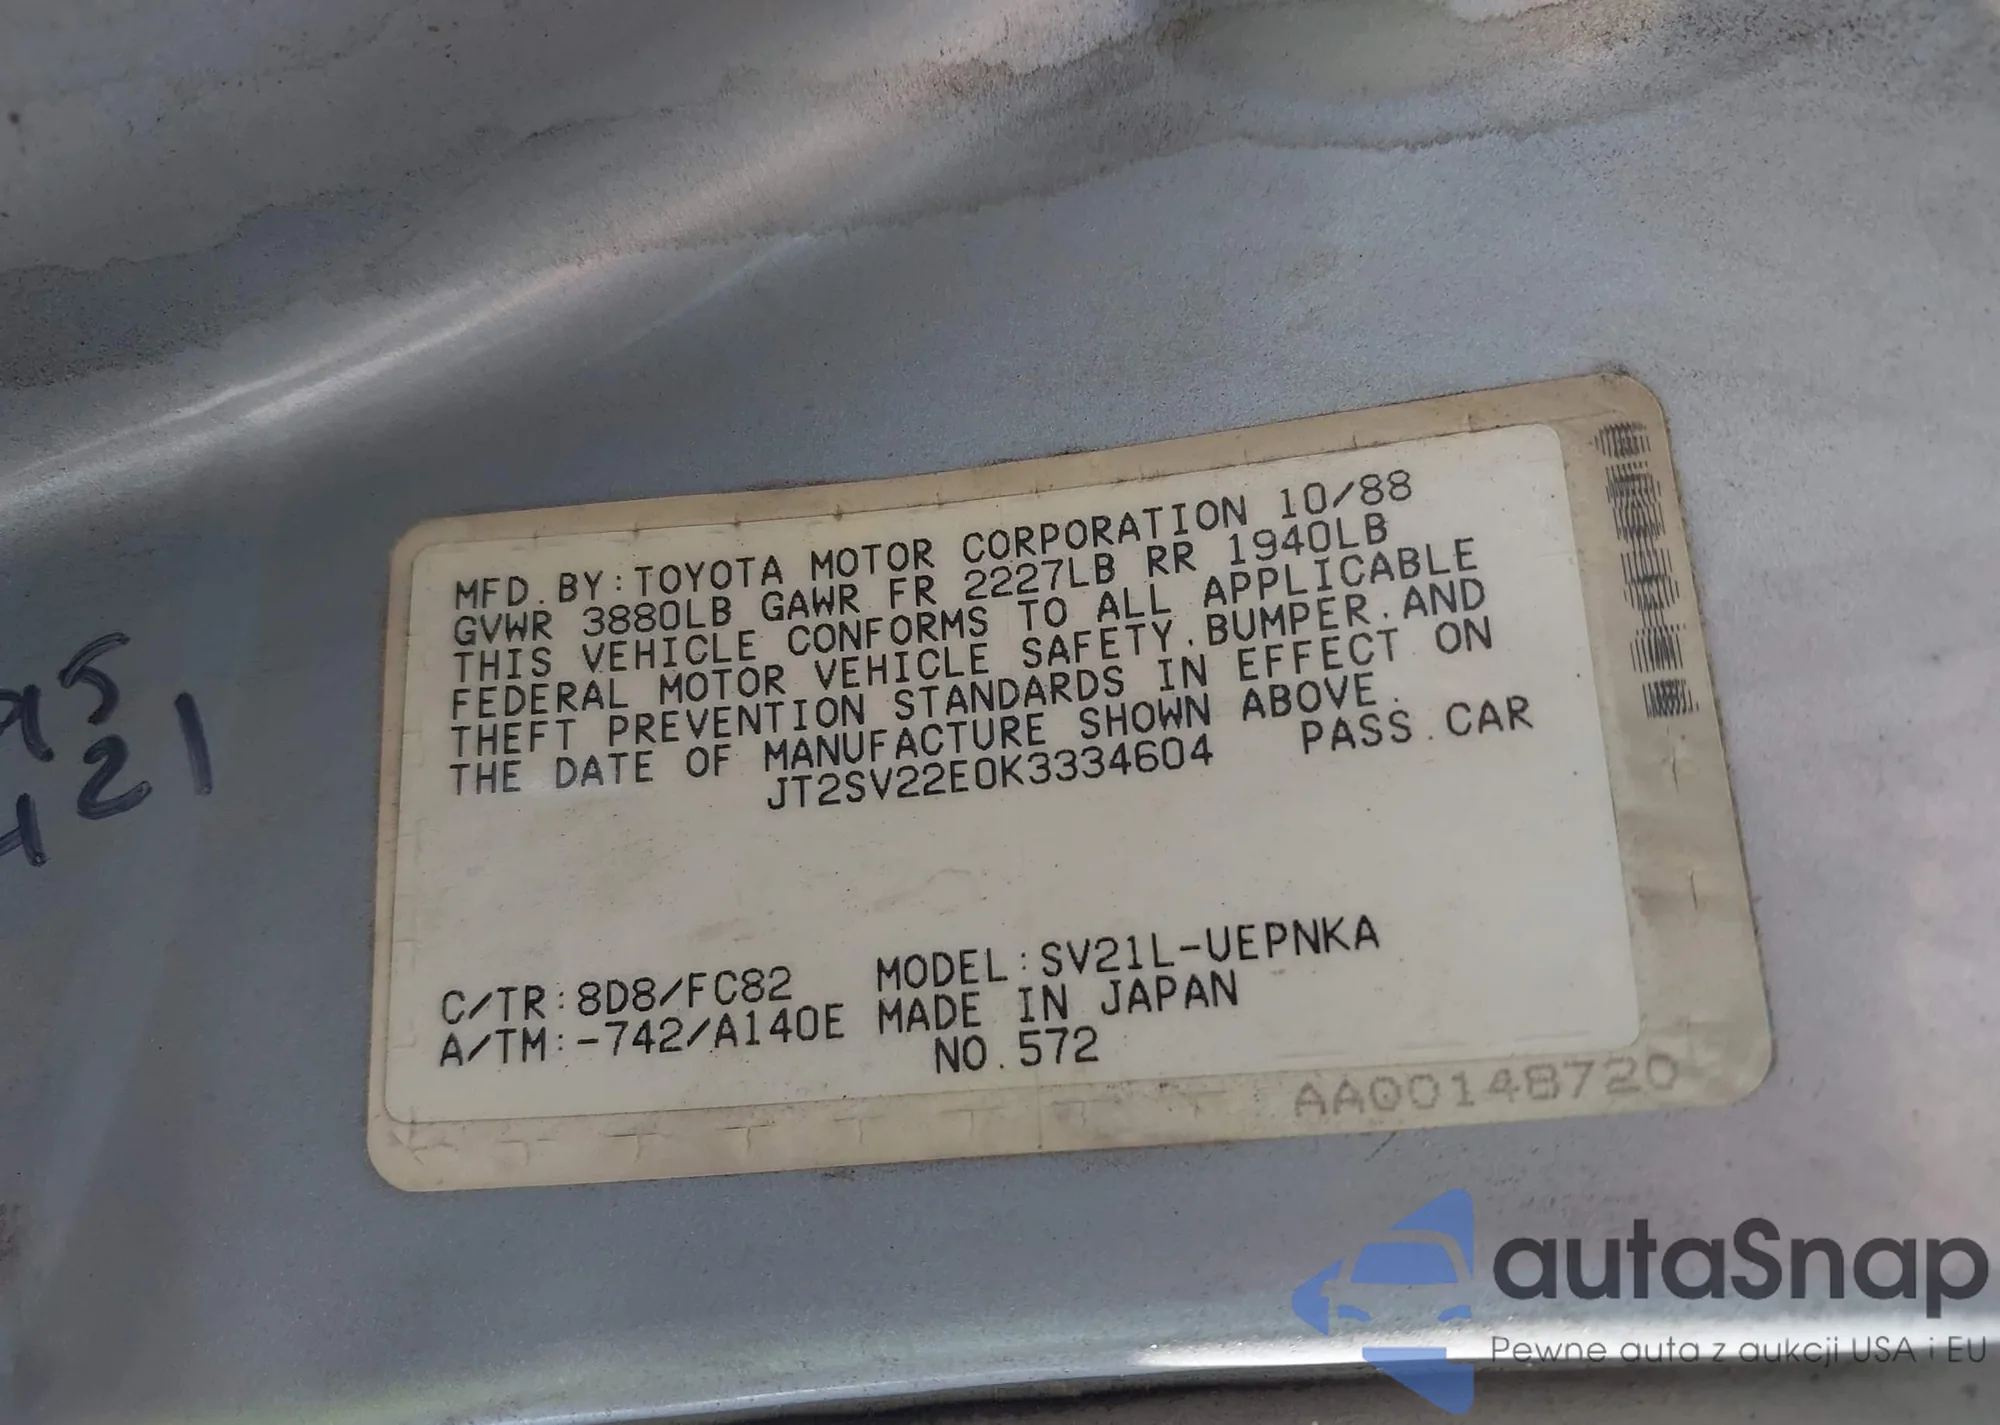 MFD.BY:TOYOTA MOTOR CORPORATION 10/88
GVWR 3880LB GAWR FR 2227LB RR 1940LB
THIS VEHICLE CONFORMS TO ALL APPLICABLE
FEDERAL MOTOR VEHICLE SAFETY.BUMPER.AND
THEFT PREVENTION STANDARDS IN EFFECT ON
THE DATE OF MANUFACTURE SHOWN ABOVE.
JT2SV22E0K3334604 PASS.CAR
C/TR:8D8/FC82 MODEL:SV21L-UEPNKA
A/TM:-742/A140E MADE IN JAPAN
NO.572
AA00148720
21
autaSnap
Pewne auta z aukcji USA i EU